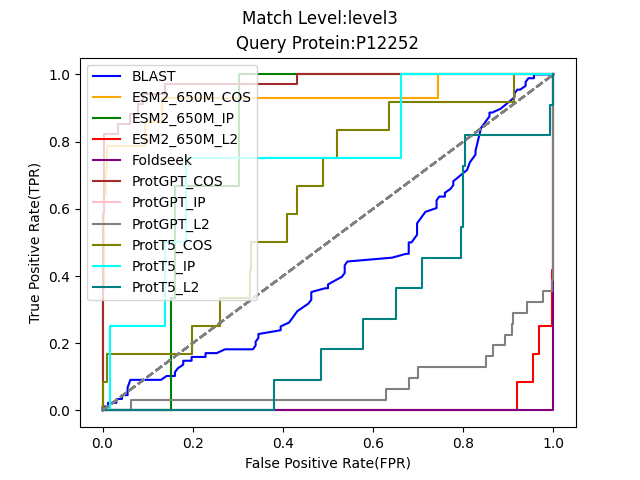 Match Level:level3
Query Protein:P12252
True Positive Rate(TPR)
1.0
0.8
0.6
0.4
0.2
0.0
BLAST
ESM2_650M_COS
ESM2_650M_IP
ESM2_650M_L2
Foldseek
ProtGPT_COS
ProtGPT_IP
ProtGPT_L2
ProtT5_COS
ProtT5_IP
ProtT5_L2
0.0 0.2 0.4 0.6 0.8 1.0
False Positive Rate(FPR)